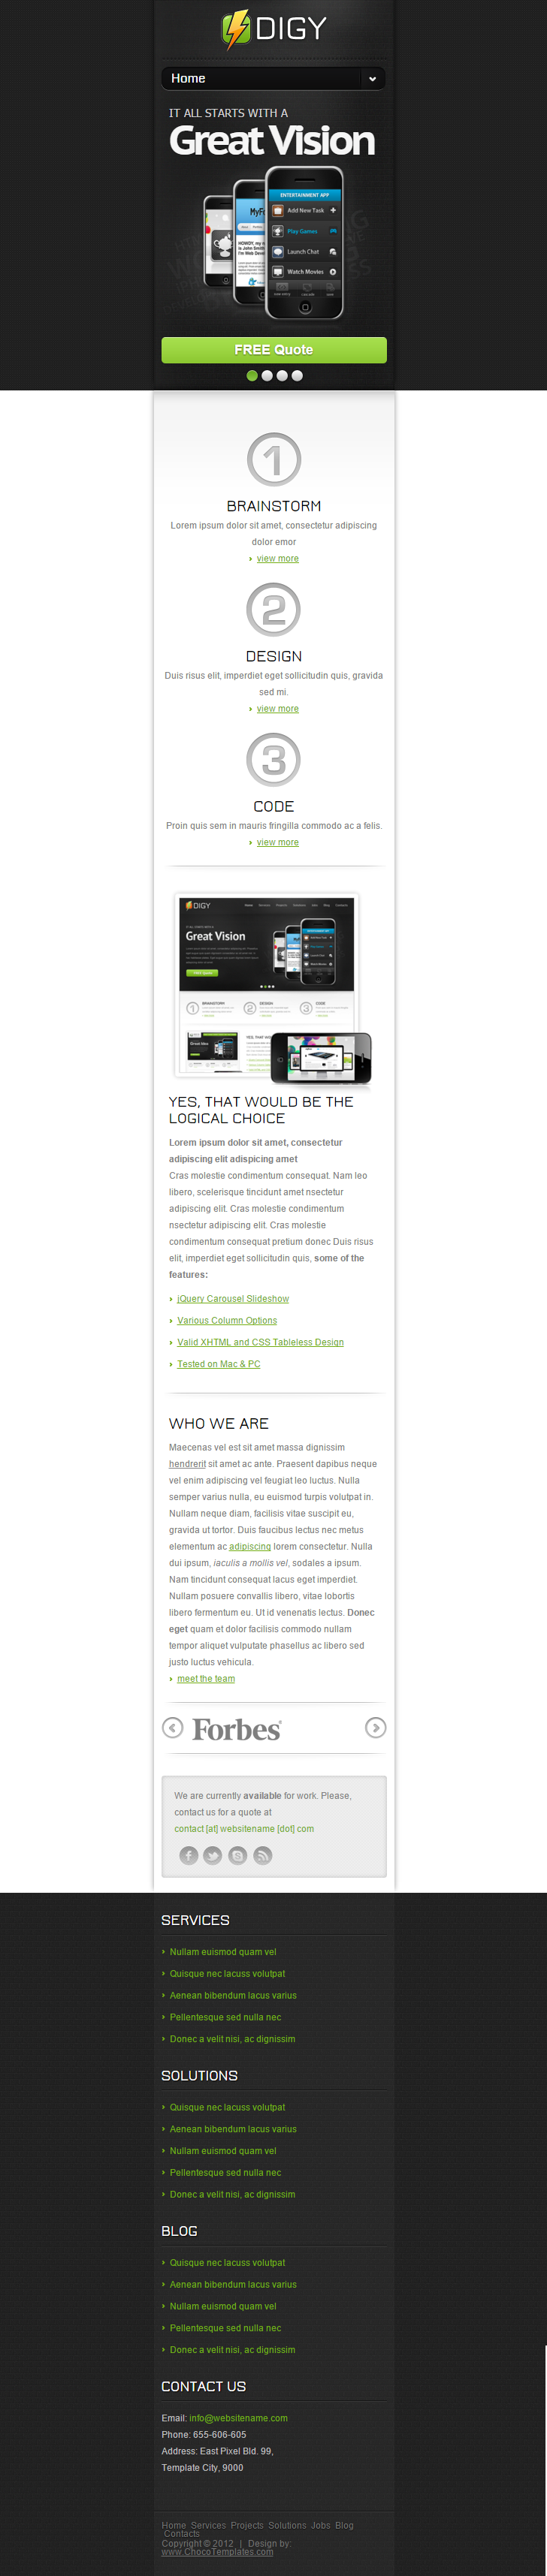 DIGY
Home
IT ALL STARTS WITH A
Great Vision
MyFo
HOWDY, my n
is John Smith
I'm Web Devel
ENTERTAINMENT APP
Add New Task
Play Games
Launch Chat
Watch Movies
FREE Quote
1
BRAINSTORM
Lorem ipsum dolor sit amet, consectetur adipiscing
dolor emor
view more
2
DESIGN
Duis risus elit, imperdiet eget sollicitudin quis, gravida
sed mi.
view more
3
CODE
Proin quis sem in mauris fringilla commodo ac a felis.
view more
DIGY
Great Vision
1 BRAINSTORM
2 DESIGN
3 CODE
YES, THAT WOULD BE THE
LOGICAL CHOICE
Lorem ipsum dolor sit amet, consectetur
adipiscing elit adispicing amet
Cras molestie condimentum consequat. Nam leo
libero, scelerisque tincidunt amet nsectetur
adipiscing elit. Cras molestie condimentum
nsectetur adipiscing elit. Cras molestie
condimentum consequat pretium donec Duis risus
elit, imperdiet eget sollicitudin quis, some of the
features:
jQuery Carousel Slideshow
Various Column Options
Valid XHTML and CSS Tableless Design
Tested on Mac & PC
WHO WE ARE
Maecenas vel est sit amet massa dignissim
hendrerit sit amet ac ante. Praesent dapibus neque
vel enim adipiscing vel feugiat leo luctus. Nulla
semper varius nulla, eu euismod turpis volutpat in.
Nullam neque diam, facilisis vitae suscipit eu,
gravida ut tortor. Duis faucibus lectus nec metus
elementum ac adipiscing lorem consectetur. Nulla
dui ipsum, iaculis a mollis vel, sodales a ipsum.
Nam tincidunt consequat lacus eget imperdiet.
Nullam posuere convallis libero, vitae lobortis
libero fermentum eu. Ut id venenatis lectus. Donec
eget quam et dolor facilisis commodo nullam
tempor aliquet vulputate phasellus ac libero sed
justo luctus vehicula.
meet the team
Forbes
We are currently available for work. Please,
contact us for a quote at
contact [at] websitename [dot] com
SERVICES
Nullam euismod quam vel
Quisque nec lacuss volutpat
Aenean bibendum lacus varius
Pellentesque sed nulla nec
Donec a velit nisi, ac dignissim
SOLUTIONS
Quisque nec lacuss volutpat
Aenean bibendum lacus varius
Nullam euismod quam vel
Pellentesque sed nulla nec
Donec a velit nisi, ac dignissim
BLOG
Quisque nec lacuss volutpat
Aenean bibendum lacus varius
Nullam euismod quam vel
Pellentesque sed nulla nec
Donec a velit nisi, ac dignissim
CONTACT US
Email: info@websitename.com
Phone: 655-606-605
Address: East Pixel Bld. 99,
Template City, 9000
Home Services Projects Solutions Jobs Blog
Contacts
Copyright © 2012 | Design by:
www.ChocoTemplates.com